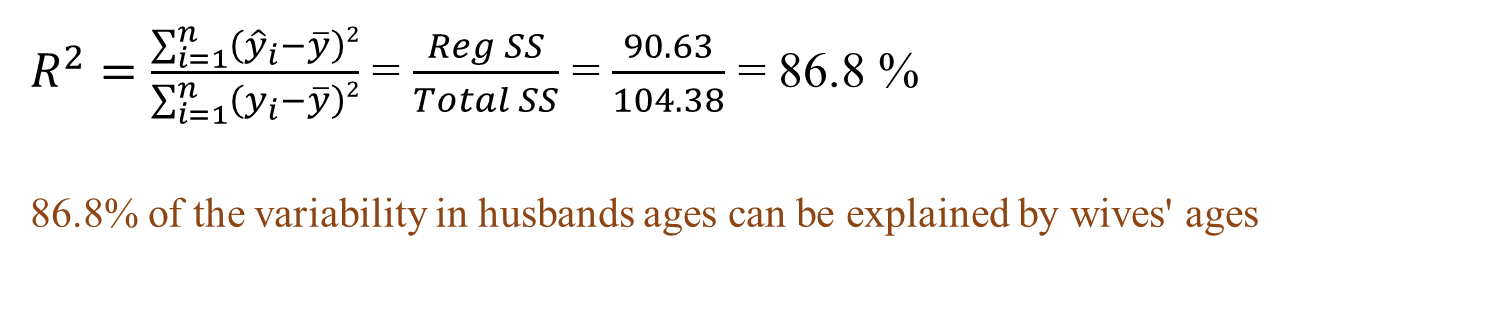 R² = ∑ⁿᵢ₌₁(ŷᵢ−ȳ)² / ∑ⁿᵢ₌₁(yᵢ−ȳ)² = Reg SS / Total SS = 90.63 / 104.38 = 86.8 %
86.8% of the variability in husbands ages can be explained by wives' ages